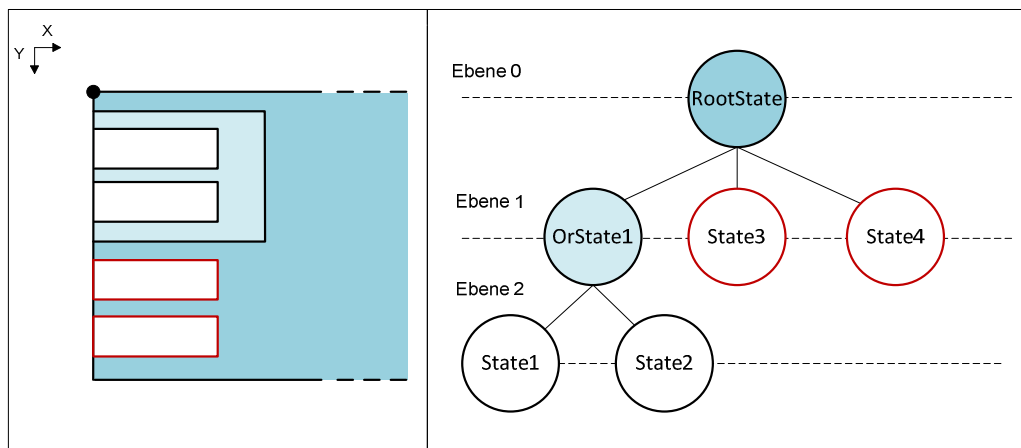 X
Y
Ebene 0
RootState
Ebene 1
OrState1
State3
State4
Ebene 2
State1
State2